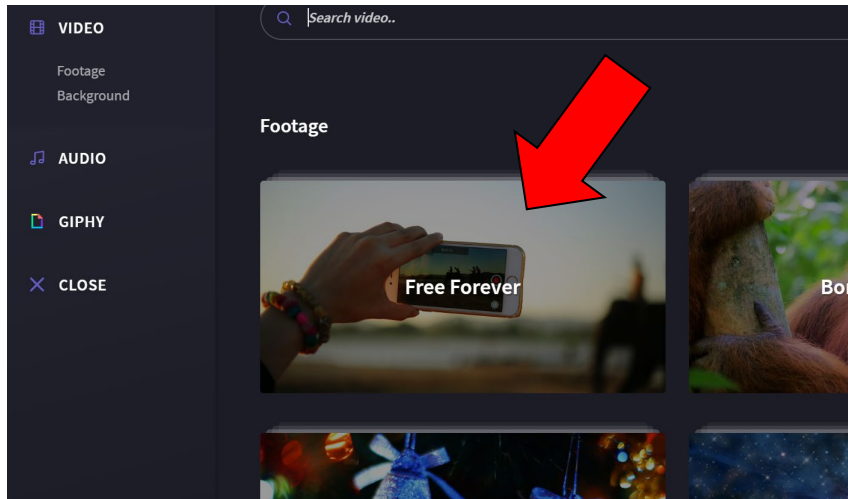 VIDEO
Search video..
Footage
Background
Footage
AUDIO
GIPHY
CLOSE
Free Forever